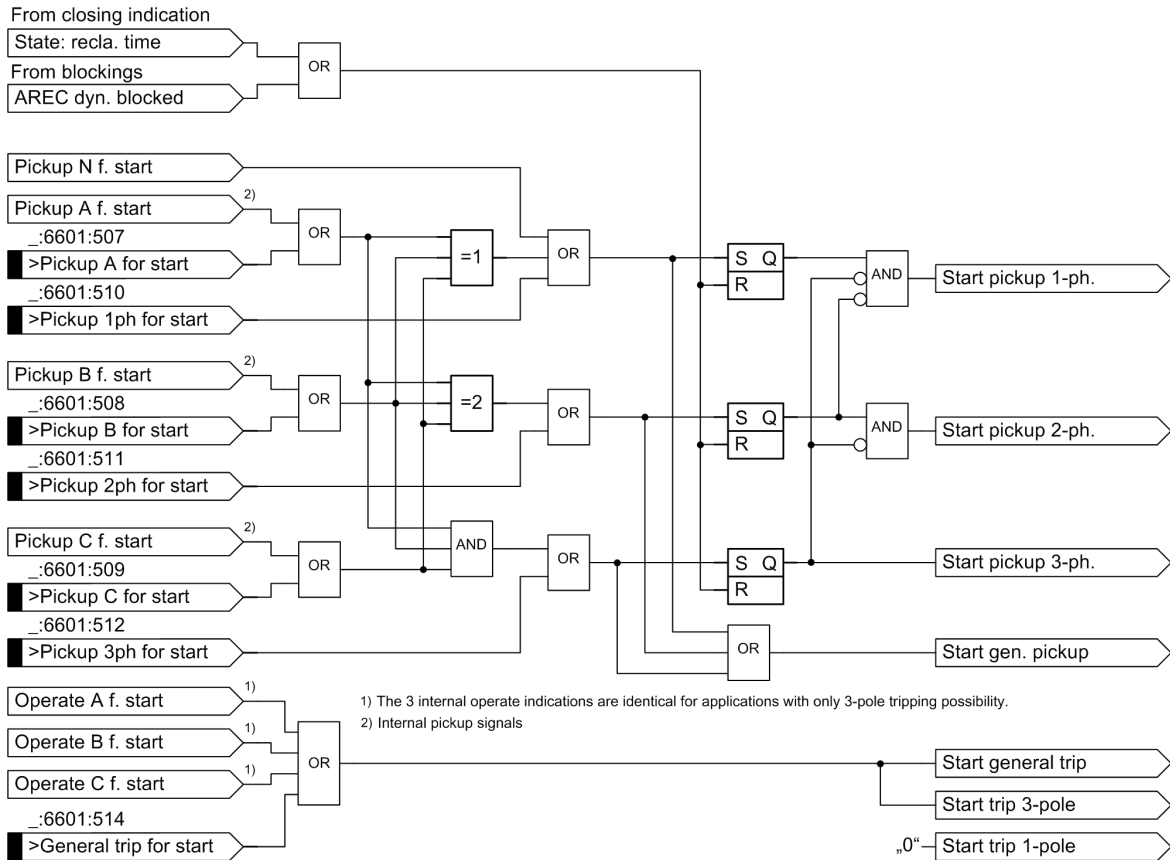 From closing indication
State: recla. time
OR
From blockings
AREC dyn. blocked
Pickup N f. start
Pickup A f. start
2)
OR
_:6601:507
>Pickup A for start
=1
OR
S Q
R
AND
Start pickup 1-ph.
_:6601:510
>Pickup 1ph for start
Pickup B f. start
2)
OR
_:6601:508
>Pickup B for start
=2
OR
S Q
R
AND
Start pickup 2-ph.
_:6601:511
>Pickup 2ph for start
Pickup C f. start
2)
OR
_:6601:509
>Pickup C for start
AND
OR
S Q
R
Start pickup 3-ph.
_:6601:512
>Pickup 3ph for start
OR
Start gen. pickup
Operate A f. start
1)
1) The 3 internal operate indications are identical for applications with only 3-pole tripping possibility.
2) Internal pickup signals
Operate B f. start
1)
OR
Start general trip
Operate C f. start
1)
Start trip 3-pole
_:6601:514
>General trip for start
„0“
Start trip 1-pole